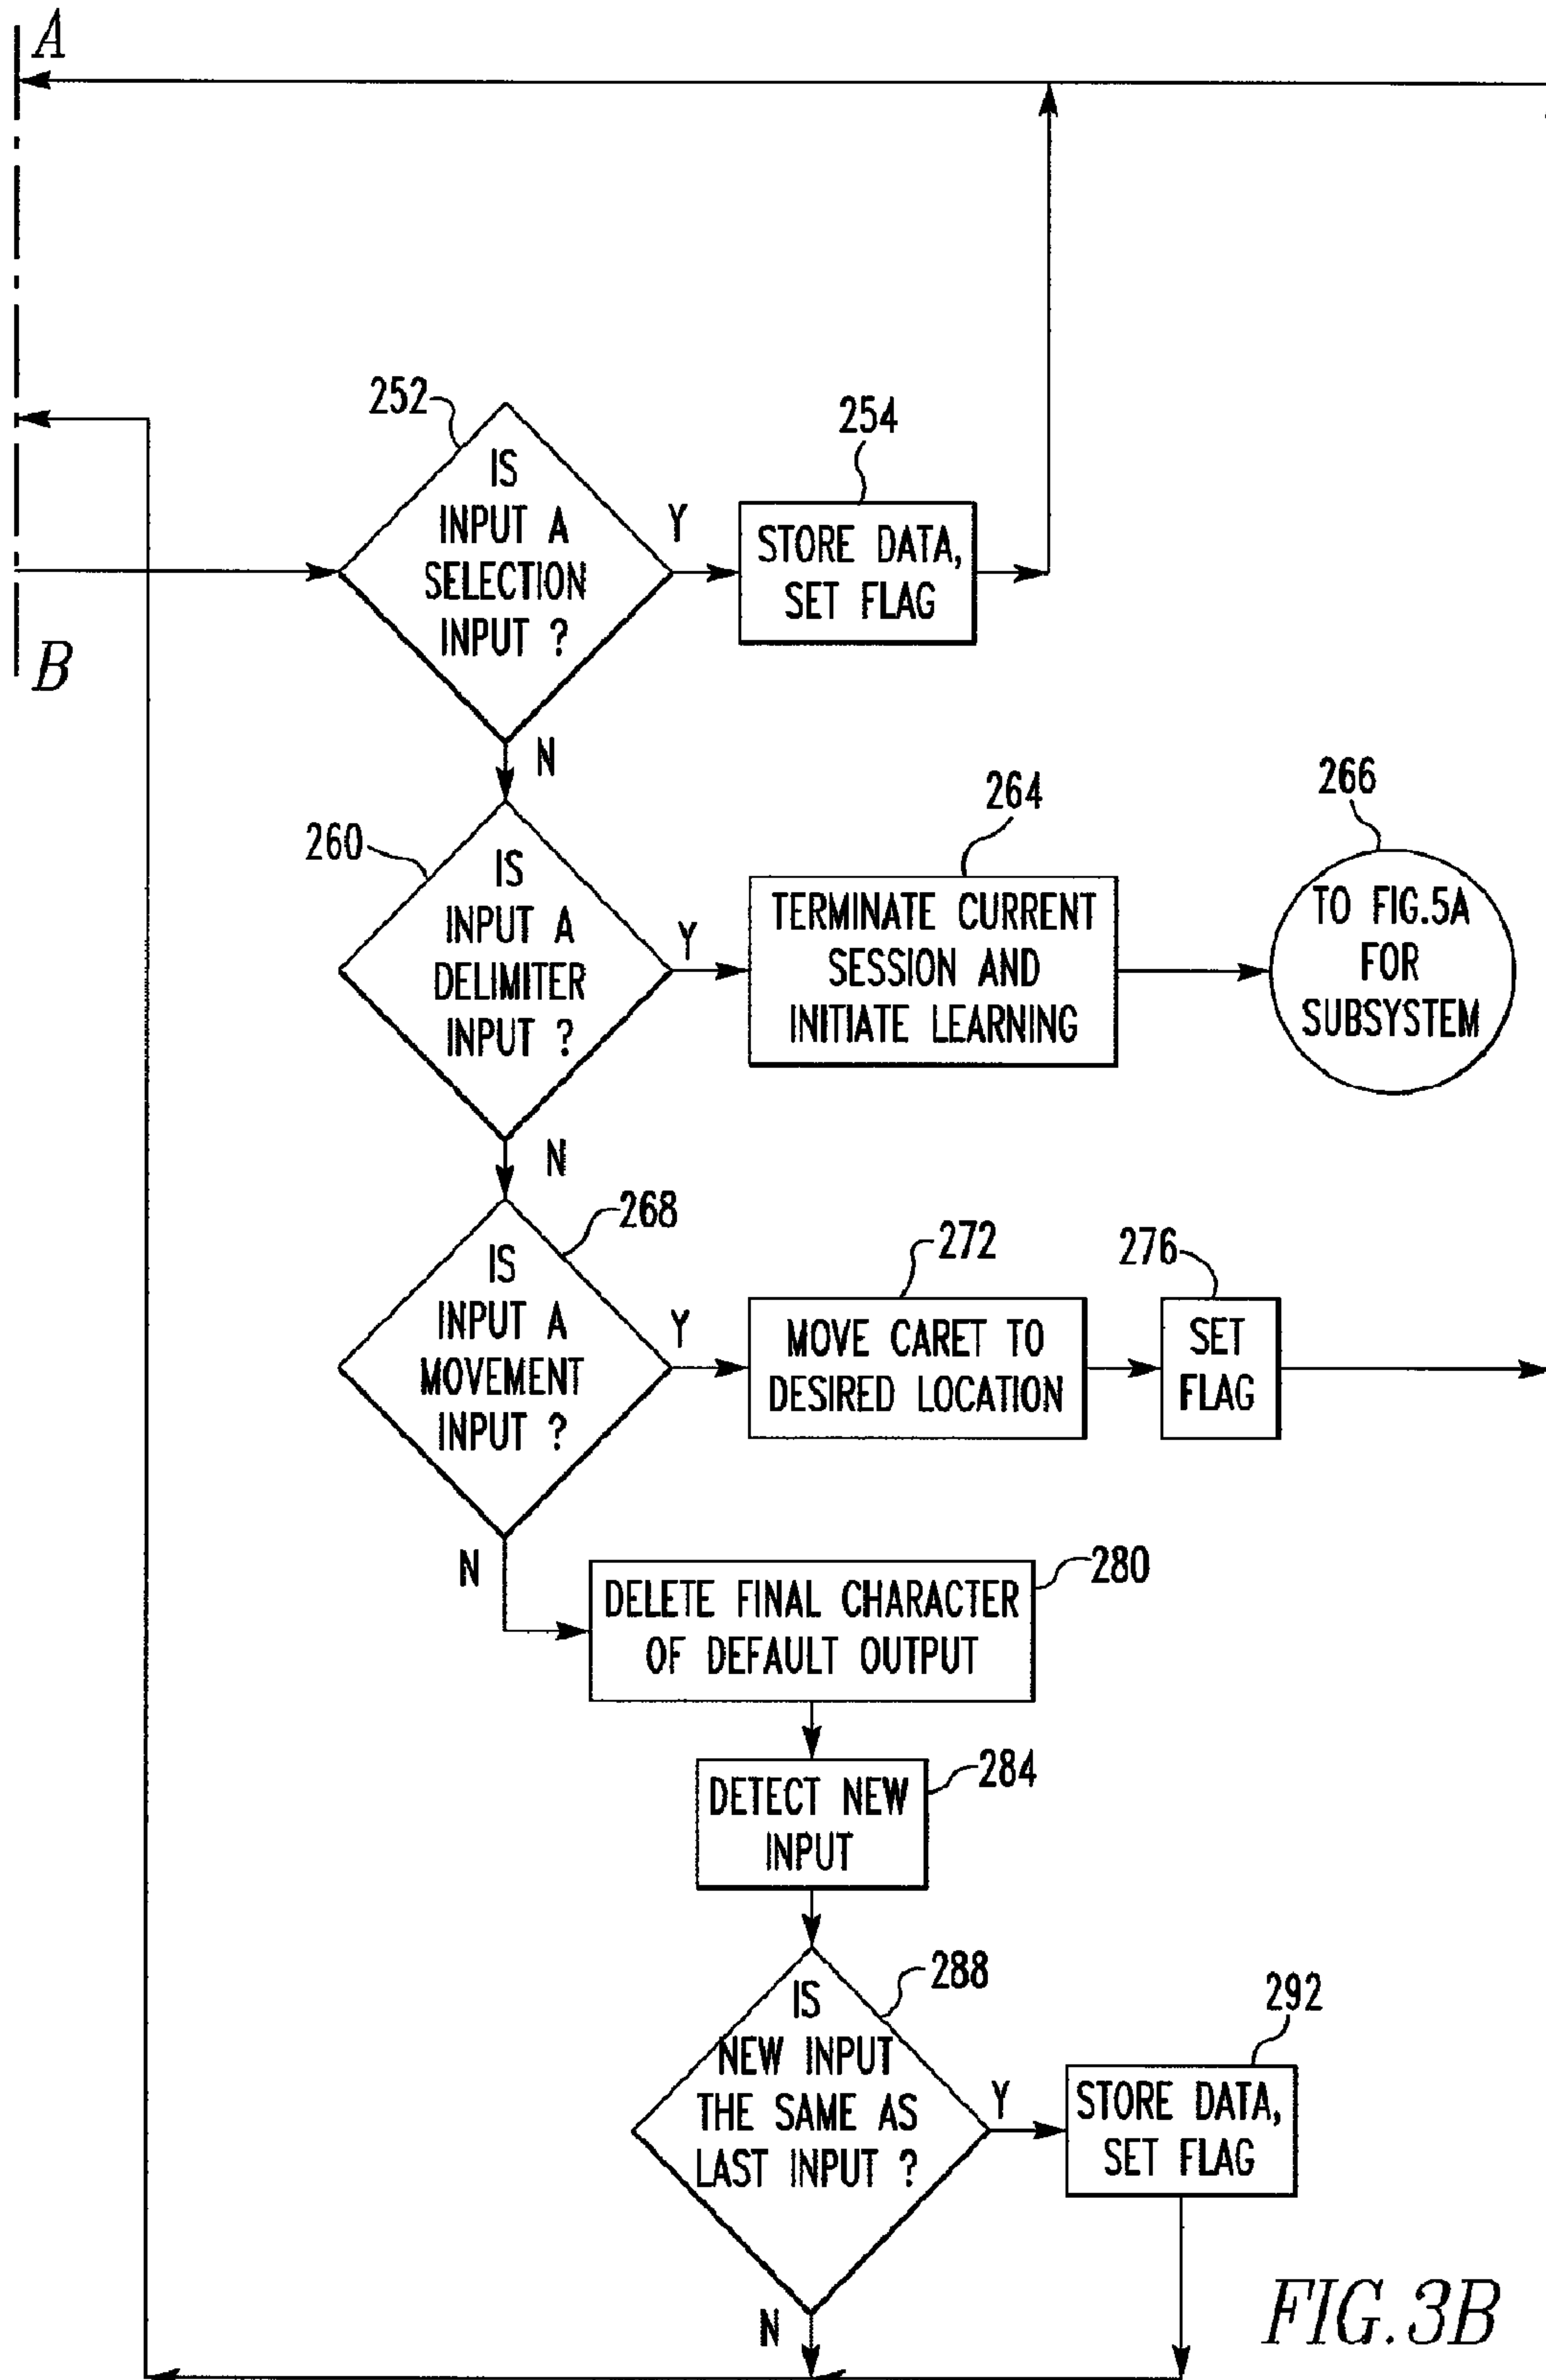 A
252
IS
INPUT A
SELECTION
INPUT ?
Y
254
STORE DATA,
SET FLAG
B
N
260
IS
INPUT A
DELIMITER
INPUT ?
Y
264
TERMINATE CURRENT
SESSION AND
INITIATE LEARNING
266
TO FIG.5A
FOR
SUBSYSTEM
N
268
IS
INPUT A
MOVEMENT
INPUT ?
Y
272
MOVE CARET TO
DESIRED LOCATION
276
SET
FLAG
N
280
DELETE FINAL CHARACTER
OF DEFAULT OUTPUT
284
DETECT NEW
INPUT
288
IS
NEW INPUT
THE SAME AS
LAST INPUT ?
Y
292
STORE DATA,
SET FLAG
N
FIG.3B